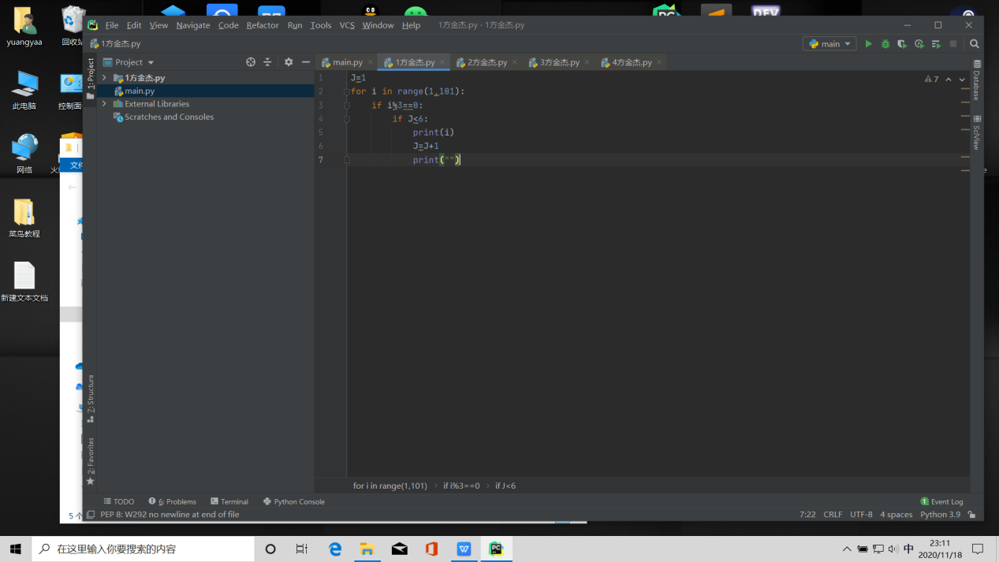 yuangyaa
回收站
此电脑
控制面
网络
菜鸟教程
新建文本文档
文件
5 个
File Edit View Navigate Code Refactor Run Tools VCS Window Help 1方金杰.py - 1方金杰.py
1方金杰.py
main
Project
main.py
1方金杰.py
2方金杰.py
3方金杰.py
4方金杰.py
1方金杰.py
main.py
External Libraries
Scratches and Consoles
1: Project
7: Structure
2: Favorites
Database
SciView
7
1 J=1
2 for i in range(1,101):
3 if i%3==0:
4 if J<6:
5 print(i)
6 J=J+1
7 print("")
for i in range(1,101) › if i%3==0 › if J<6
TODO 6: Problems Terminal Python Console 1 Event Log
PEP 8: W292 no newline at end of file 7:22 CRLF UTF-8 4 spaces Python 3.9
在这里输入你要搜索的内容
中
23:11
2020/11/18
PC
DEV